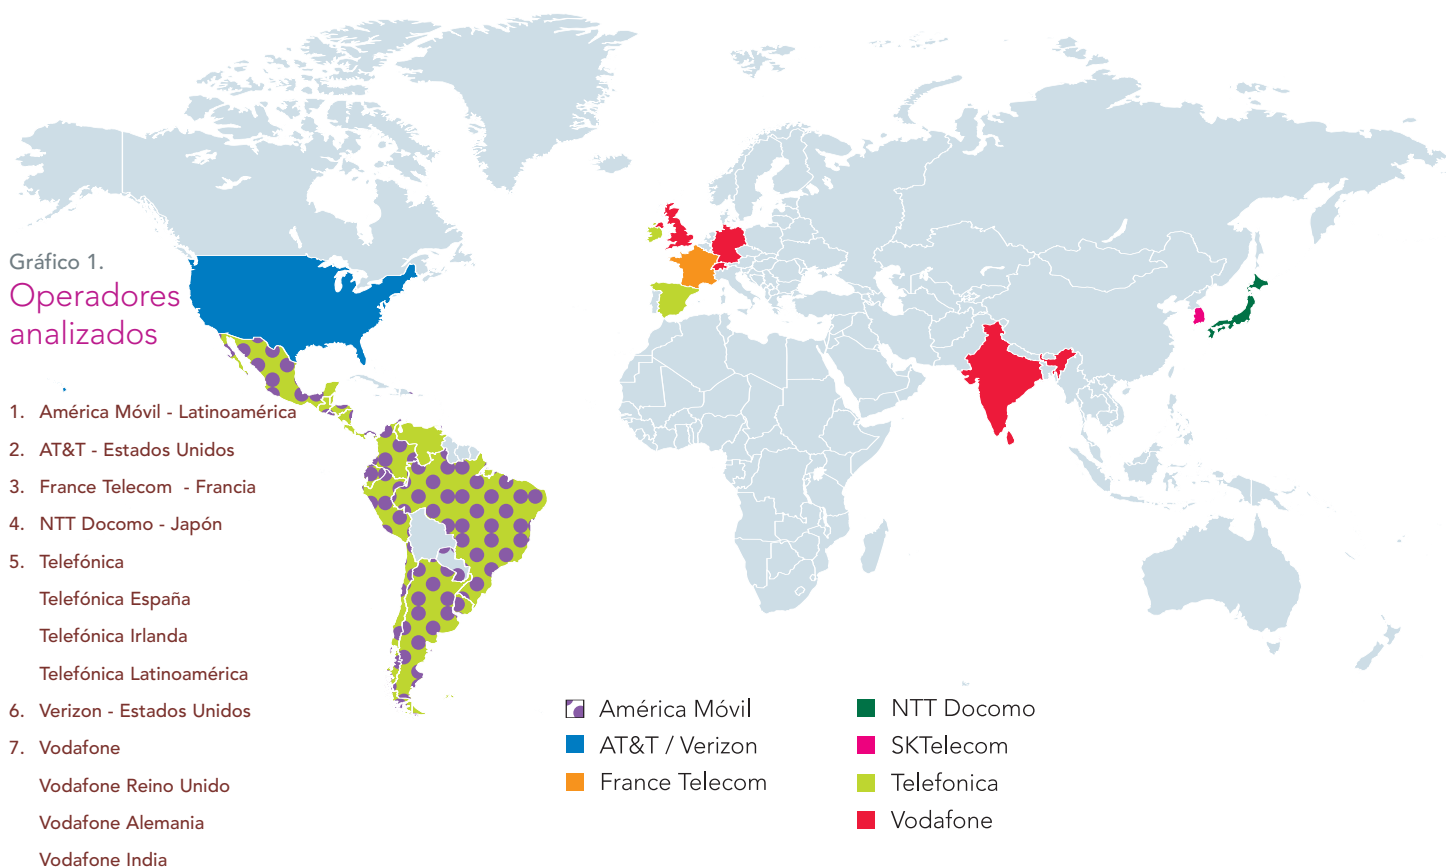 Gráfico 1.
Operadores
analizados
1. América Móvil - Latinoamérica
2. AT&T - Estados Unidos
3. France Telecom - Francia
4. NTT Docomo - Japón
5. Telefónica
Telefónica España
Telefónica Irlanda
Telefónica Latinoamérica
6. Verizon - Estados Unidos
7. Vodafone
Vodafone Reino Unido
Vodafone Alemania
Vodafone India
América Móvil
AT&T / Verizon
France Telecom
NTT Docomo
SKTelecom
Telefonica
Vodafone